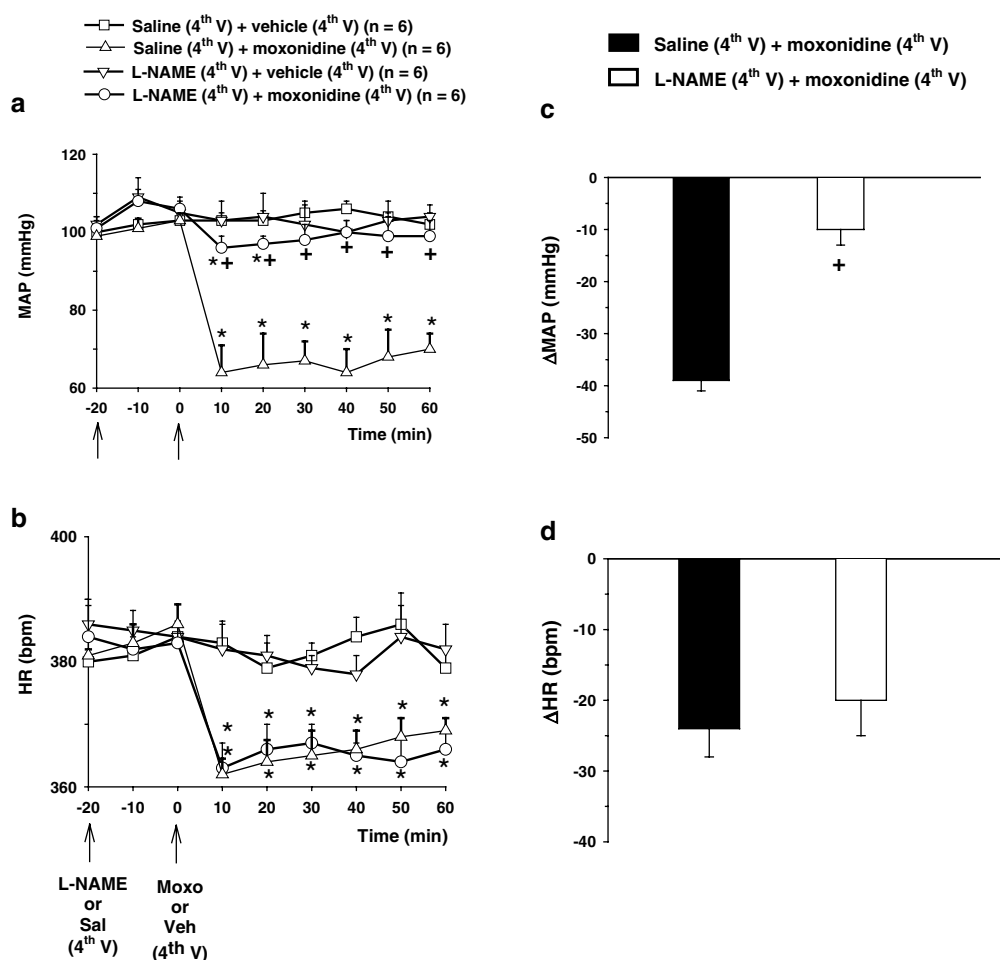 Saline (4th V) + vehicle (4th V) (n = 6)
Saline (4th V) + moxonidine (4th V) (n = 6)
L-NAME (4th V) + vehicle (4th V) (n = 6)
L-NAME (4th V) + moxonidine (4th V) (n = 6)
Saline (4th V) + moxonidine (4th V)
L-NAME (4th V) + moxonidine (4th V)
a
120
100
80
60
MAP (mmHg)
* + * + + + + +
* * * * * *
-20 -10 0 10 20 30 40 50 60
Time (min)
c
0
-10
-20
-30
-40
-50
ΔMAP (mmHg)
+
b
400
380
360
HR (bpm)
* * * * * *
* * * * * *
-20 -10 0 10 20 30 40 50 60
Time (min)
L-NAME
or
Sal
(4th V)
Moxo
or
Veh
(4th V)
d
0
-10
-20
-30
-40
ΔHR (bpm)